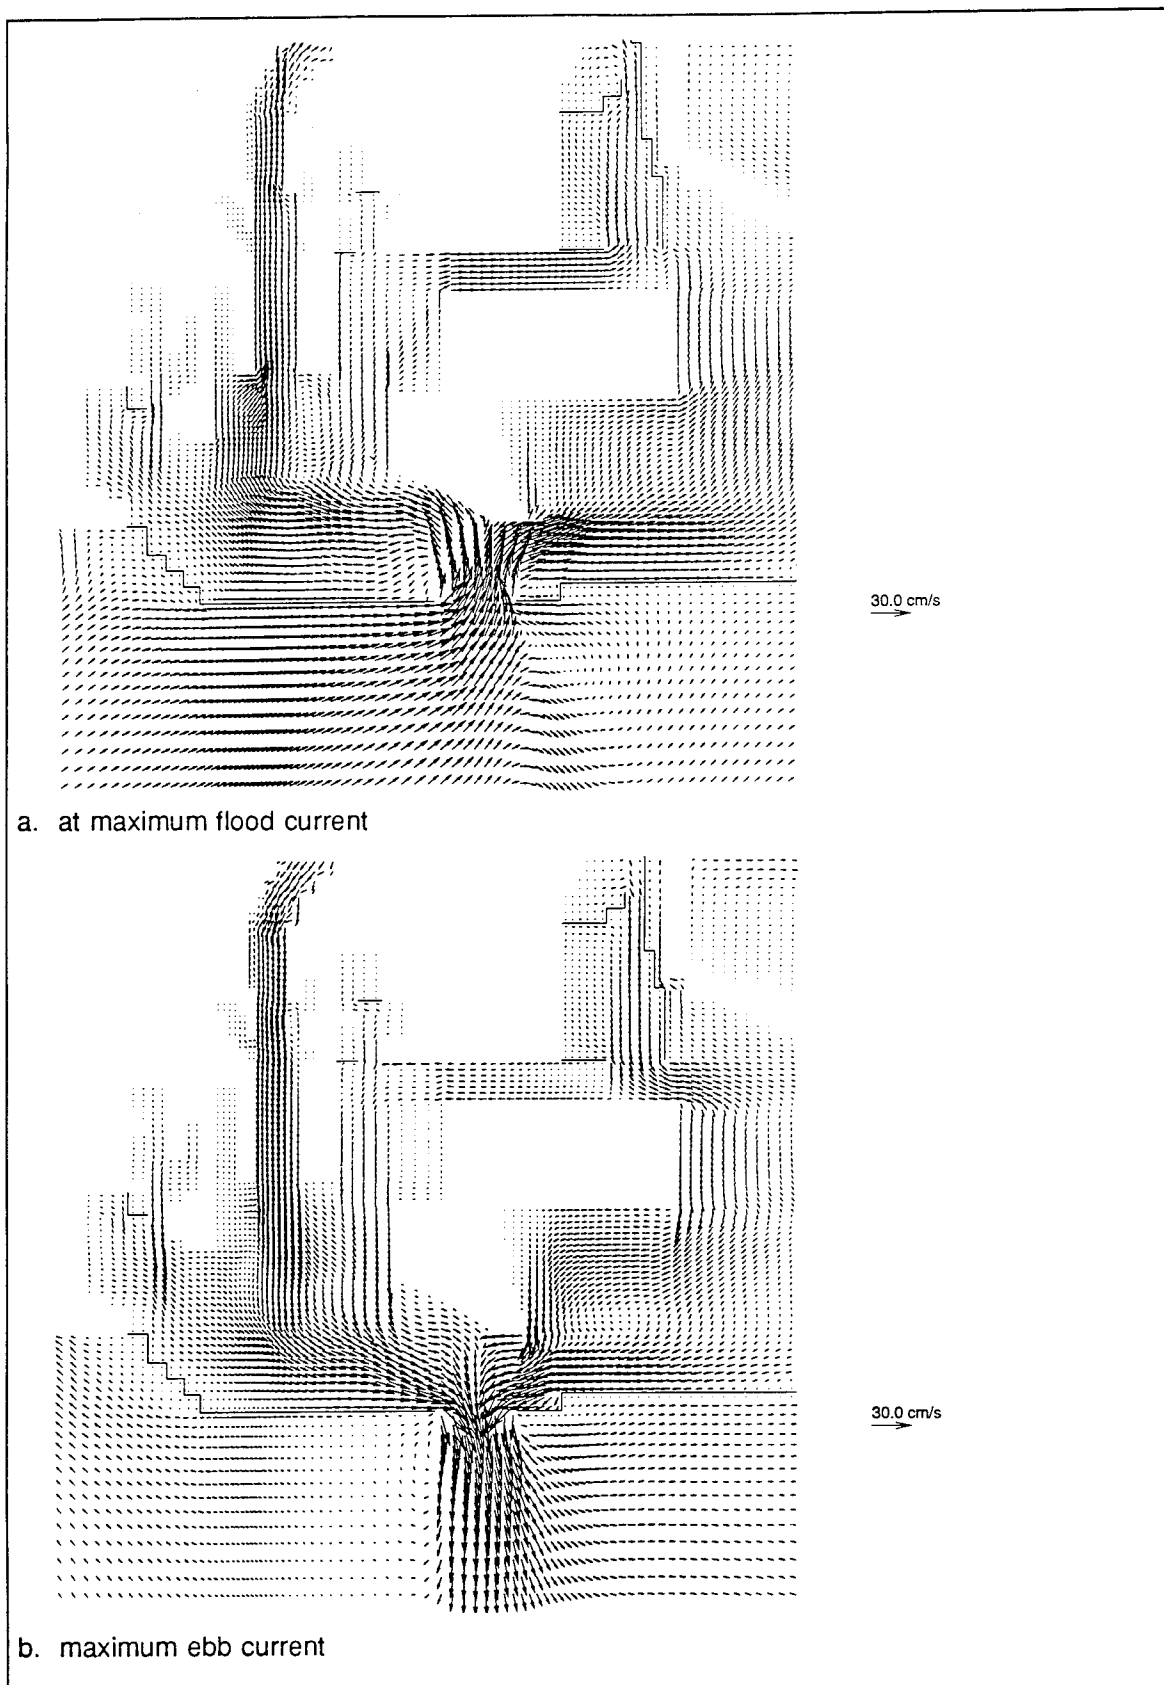 30.0 cm/s
a. at maximum flood current
30.0 cm/s
b. maximum ebb current